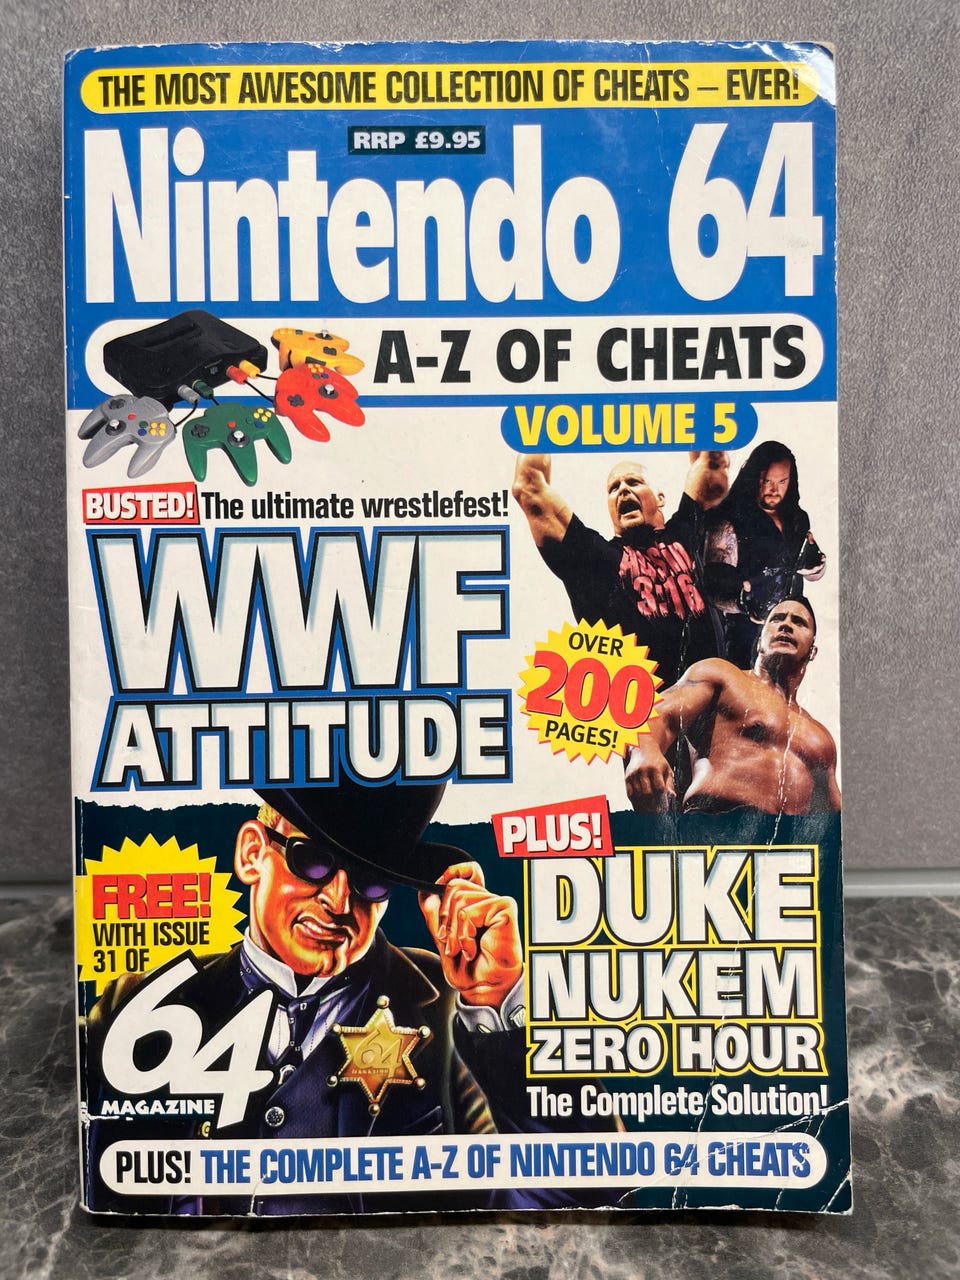 THE MOST AWESOME COLLECTION OF CHEATS – EVER!
RRP £9.95
Nintendo 64
A-Z OF CHEATS
VOLUME 5
BUSTED! The ultimate wrestlefest!
WWF
ATTITUDE
AUSTIN
3:16
OVER
200
PAGES!
PLUS!
DUKE
NUKEM
ZERO HOUR
The Complete Solution!
FREE!
WITH ISSUE
31 OF
64
MAGAZINE
64
MAGAZINE
PLUS! THE COMPLETE A-Z OF NINTENDO 64 CHEATS